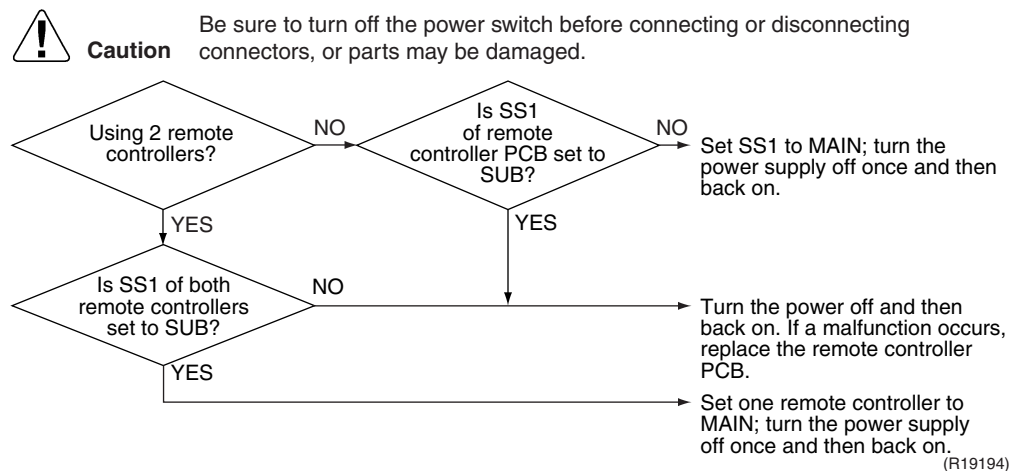 Be sure to turn off the power switch before connecting or disconnecting
Caution connectors, or parts may be damaged.
Using 2 remote
controllers?
NO
Is SS1
of remote
controller PCB set to
SUB?
NO
Set SS1 to MAIN; turn the
power supply off once and then
back on.
YES
YES
Is SS1 of both
remote controllers
set to SUB?
NO
Turn the power off and then
back on. If a malfunction occurs,
replace the remote controller
PCB.
YES
Set one remote controller to
MAIN; turn the power supply
off once and then back on.
(R19194)